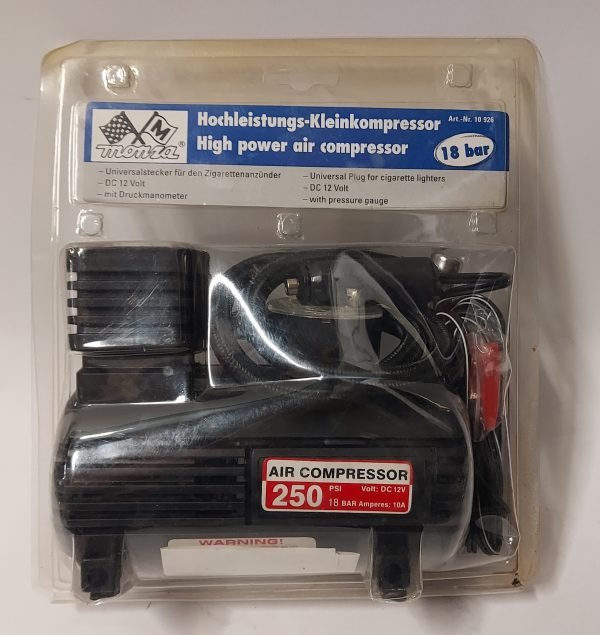 M
monza®
Hochleistungs-Kleinkompressor
High power air compressor
Art.-Nr. 10 926
18 bar
– Universalstecker für den Zigarettenanzünder
– DC 12 Volt
– mit Druckmanometer
– Universal Plug for cigarette lighters
– DC 12 Volt
– with pressure gauge
AIR COMPRESSOR
250 PSI Volt: DC 12V
18 BAR Amperes: 10A
WARNING!